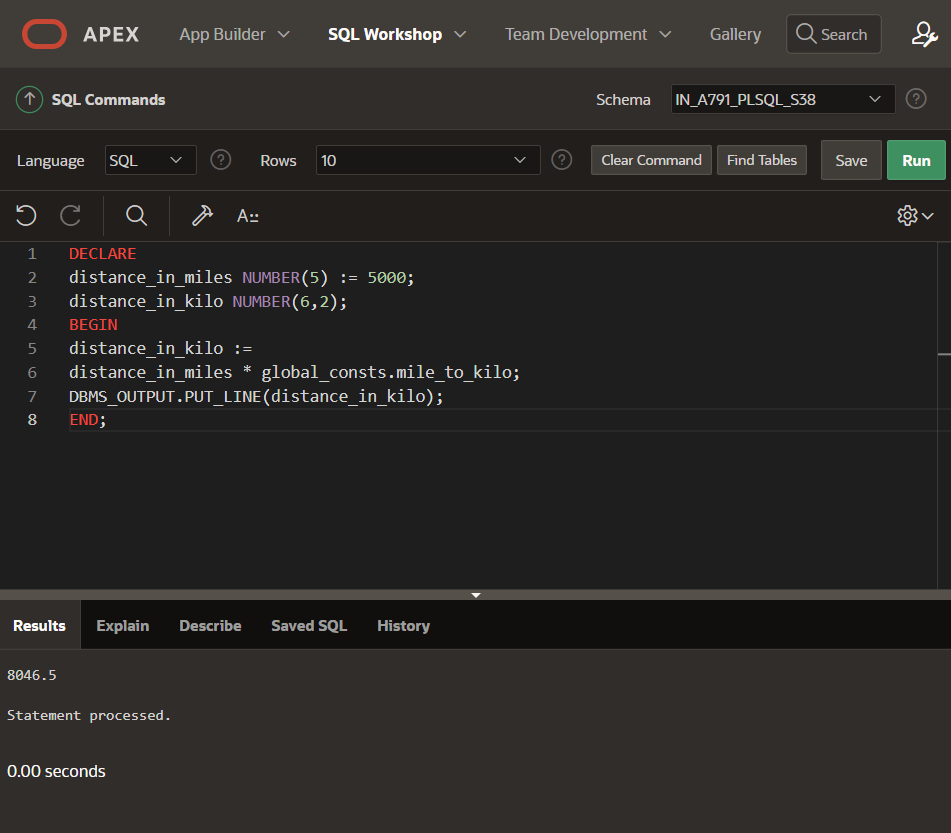 APEX App Builder SQL Workshop Team Development Gallery Search
SQL Commands Schema IN_A791_PLSQL_S38 ?
Language SQL ? Rows 10 ? Clear Command Find Tables Save Run
A::
1 DECLARE
2 distance_in_miles NUMBER(5) := 5000;
3 distance_in_kilo NUMBER(6,2);
4 BEGIN
5 distance_in_kilo :=
6 distance_in_miles * global_consts.mile_to_kilo;
7 DBMS_OUTPUT.PUT_LINE(distance_in_kilo);
8 END;
Results Explain Describe Saved SQL History
8046.5
Statement processed.
0.00 seconds